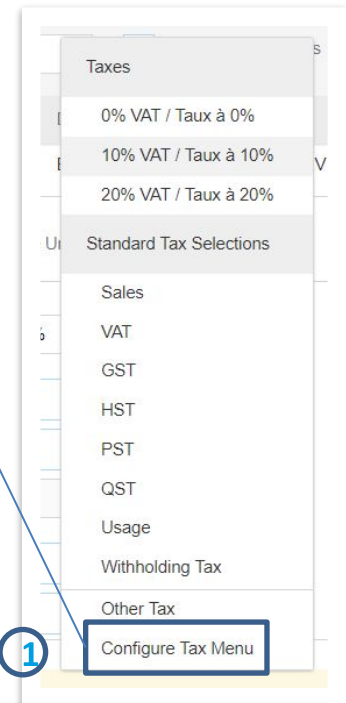 Taxes
0% VAT / Taux à 0%
10% VAT / Taux à 10%
20% VAT / Taux à 20%
Standard Tax Selections
Sales
VAT
GST
HST
PST
QST
Usage
Withholding Tax
Other Tax
1
Configure Tax Menu